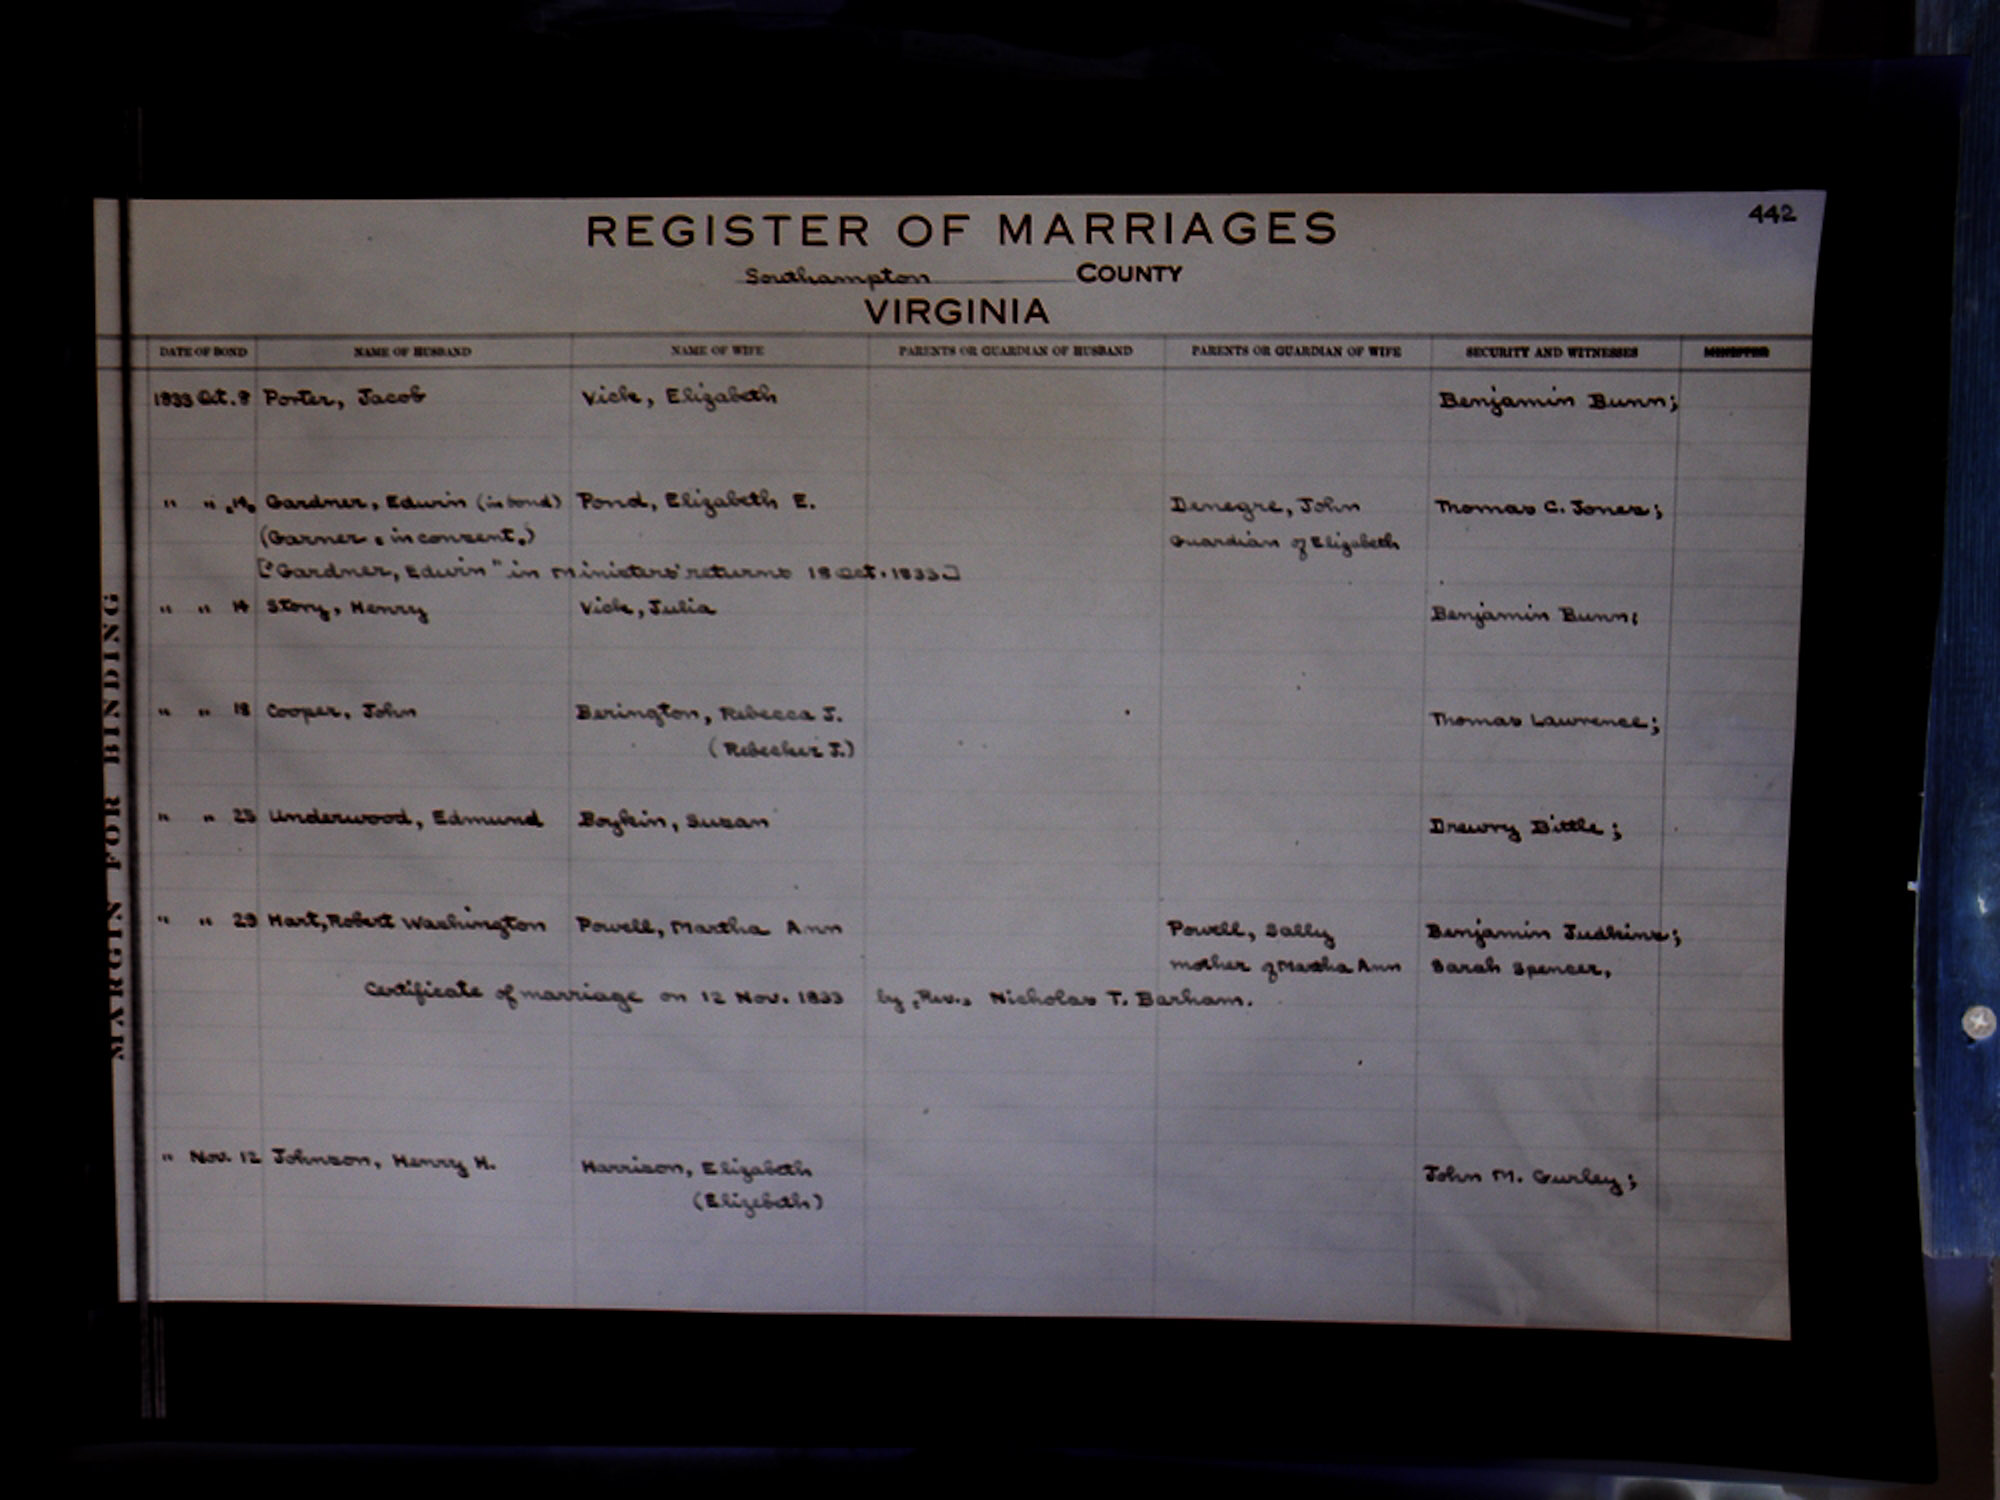 442
REGISTER OF MARRIAGES
Southampton COUNTY
VIRGINIA
DATE OF BOND NAME OF HUSBAND NAME OF WIFE PARENTS OR GUARDIAN OF HUSBAND PARENTS OR GUARDIAN OF WIFE SECURITY AND WITNESSES MINISTER
1833 Oct. 8 Porter, Jacob Vick, Elizabeth Benjamin Bunn;
" " 14 Gardner, Edwin (in bond) Pond, Elizabeth E. Denegre, John Thomas C. Jones;
(Garner, in consent.) Guardian of Elizabeth
["Gardner, Edwin" in ministers' returns 18 Oct. 1833]
" " 14 Story, Henry Vick, Julia Benjamin Bunn;
" " 18 Cooper, John Berington, Rebecca J. Thomas Lawrence;
(Rebecker J.)
" " 25 Underwood, Edmund Boykin, Susan Drewry Bittle;
" " 29 Hart, Robert Washington Powell, Martha Ann Powell, Sally Benjamin Judkins;
mother of Martha Ann Sarah Spencer,
Certificate of marriage on 12 Nov. 1833 by, Rev., Nicholas T. Barham.
" Nov. 12 Johnson, Henry H. Harrison, Elizabeth John M. Gurley;
(Elizebeth)
MARGIN FOR BINDING